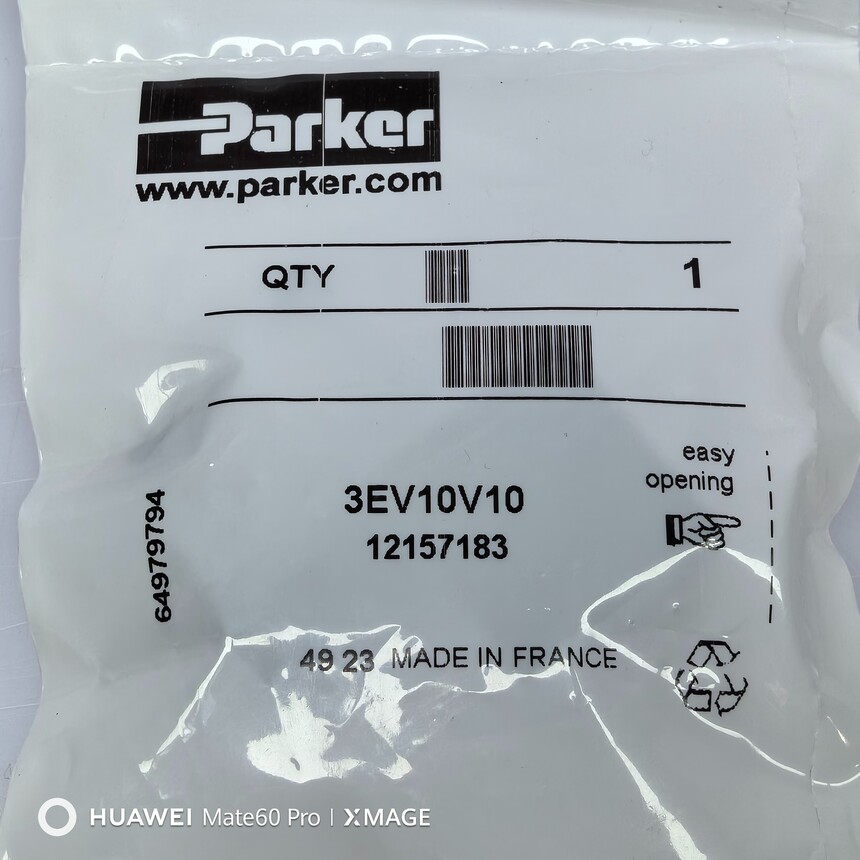 Parker
www.parker.com
QTY 1
easy
opening
3EV10V10
12157183
64979794
49 23 MADE IN FRANCE
HUAWEI Mate60 Pro | XMAGE